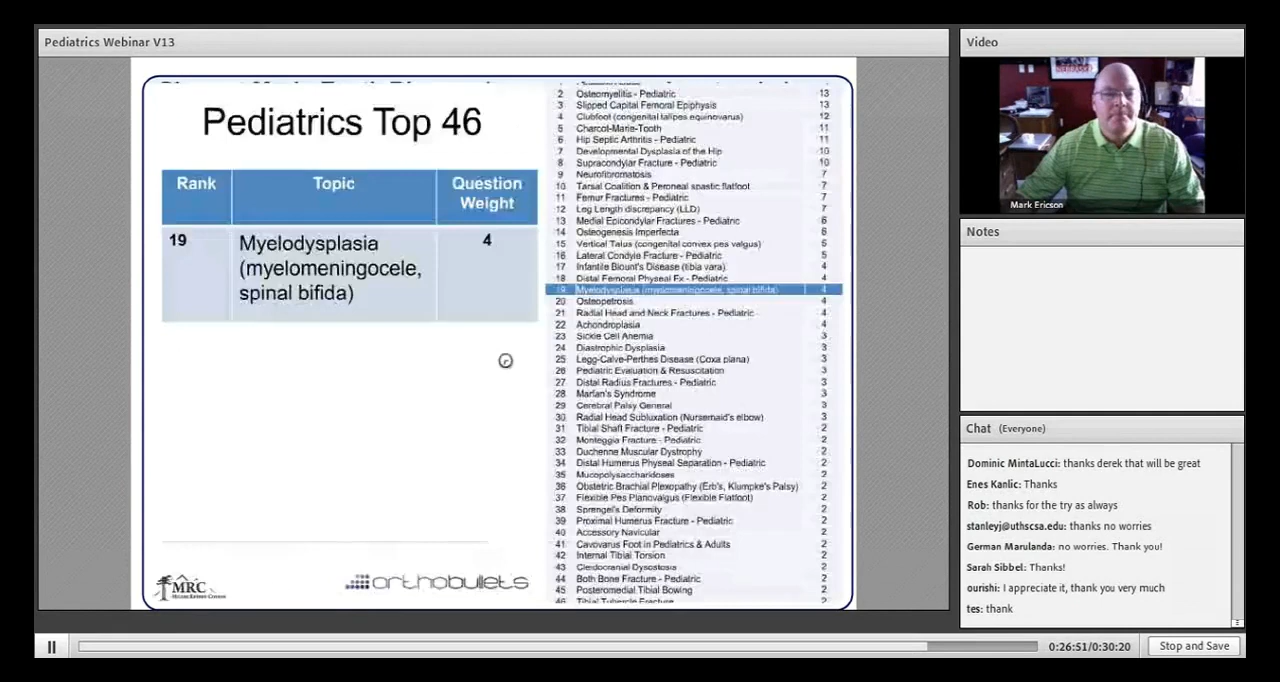 Pediatrics Webinar V13
Pediatrics Top 46
Rank Topic Question Weight
19 Myelodysplasia (myelomeningocele, spinal bifida) 4
MRC
orthobullets
2 Osteomyelitis - Pediatric 13
3 Slipped Capital Femoral Epiphysis 13
4 Clubfoot (congenital talipes equinovarus) 12
5 Charcot-Marie-Tooth 11
6 Hip Septic Arthritis - Pediatric 11
7 Developmental Dysplasia of the Hip 10
8 Supracondylar Fracture - Pediatric 10
9 Neurofibromatosis 7
10 Tarsal Coalition & Peroneal spastic flatfoot 7
11 Femur Fractures - Pediatric 7
12 Leg Length discrepancy (LLD) 7
13 Medial Epicondylar Fractures - Pediatric 6
14 Osteogenesis Imperfecta 6
15 Vertical Talus (congenital convex pes valgus) 5
16 Lateral Condyle Fracture - Pediatric 5
17 Infantile Blount's Disease (tibia vara) 4
18 Distal Femoral Physeal Fx - Pediatric 4
19 Myelodysplasia (myelomeningocele, spinal bifida) 4
20 Osteopetrosis 4
21 Radial Head and Neck Fractures - Pediatric 4
22 Achondroplasia 4
23 Sickle Cell Anemia 3
24 Diastrophic Dysplasia 3
25 Legg-Calve-Perthes Disease (Coxa plana) 3
26 Pediatric Evaluation & Resuscitation 3
27 Distal Radius Fractures - Pediatric 3
28 Marfan's Syndrome 3
29 Cerebral Palsy General 3
30 Radial Head Subluxation (Nursemaid's elbow) 3
31 Tibial Shaft Fracture - Pediatric 2
32 Monteggia Fracture - Pediatric 2
33 Duchenne Muscular Dystrophy 2
34 Distal Humerus Physeal Separation - Pediatric 2
35 Mucopolysaccharidoses 2
36 Obstetric Brachial Plexopathy (Erb's, Klumpke's Palsy) 2
37 Flexible Pes Planovalgus (Flexible Flatfoot) 2
38 Sprengel's Deformity 2
39 Proximal Humerus Fracture - Pediatric 2
40 Accessory Navicular 2
41 Cavovarus Foot in Pediatrics & Adults 2
42 Internal Tibial Torsion 2
43 Cleidocranial Dysostosis 2
44 Both Bone Fracture - Pediatric 2
45 Posteromedial Tibial Bowing 2
46 Tibial Tubercle Fracture 2
Video
Mark Ericson
Notes
Chat (Everyone)
Dominic MintaLucci: thanks derek that will be great
Enes Kanlic: Thanks
Rob: thanks for the try as always
stanleyj@uthscsa.edu: thanks no worries
German Marulanda: no worries. Thank you!
Sarah Sibbel: Thanks!
ourishi: I appreciate it, thank you very much
tes: thank
0:26:51/0:30:20
Stop and Save